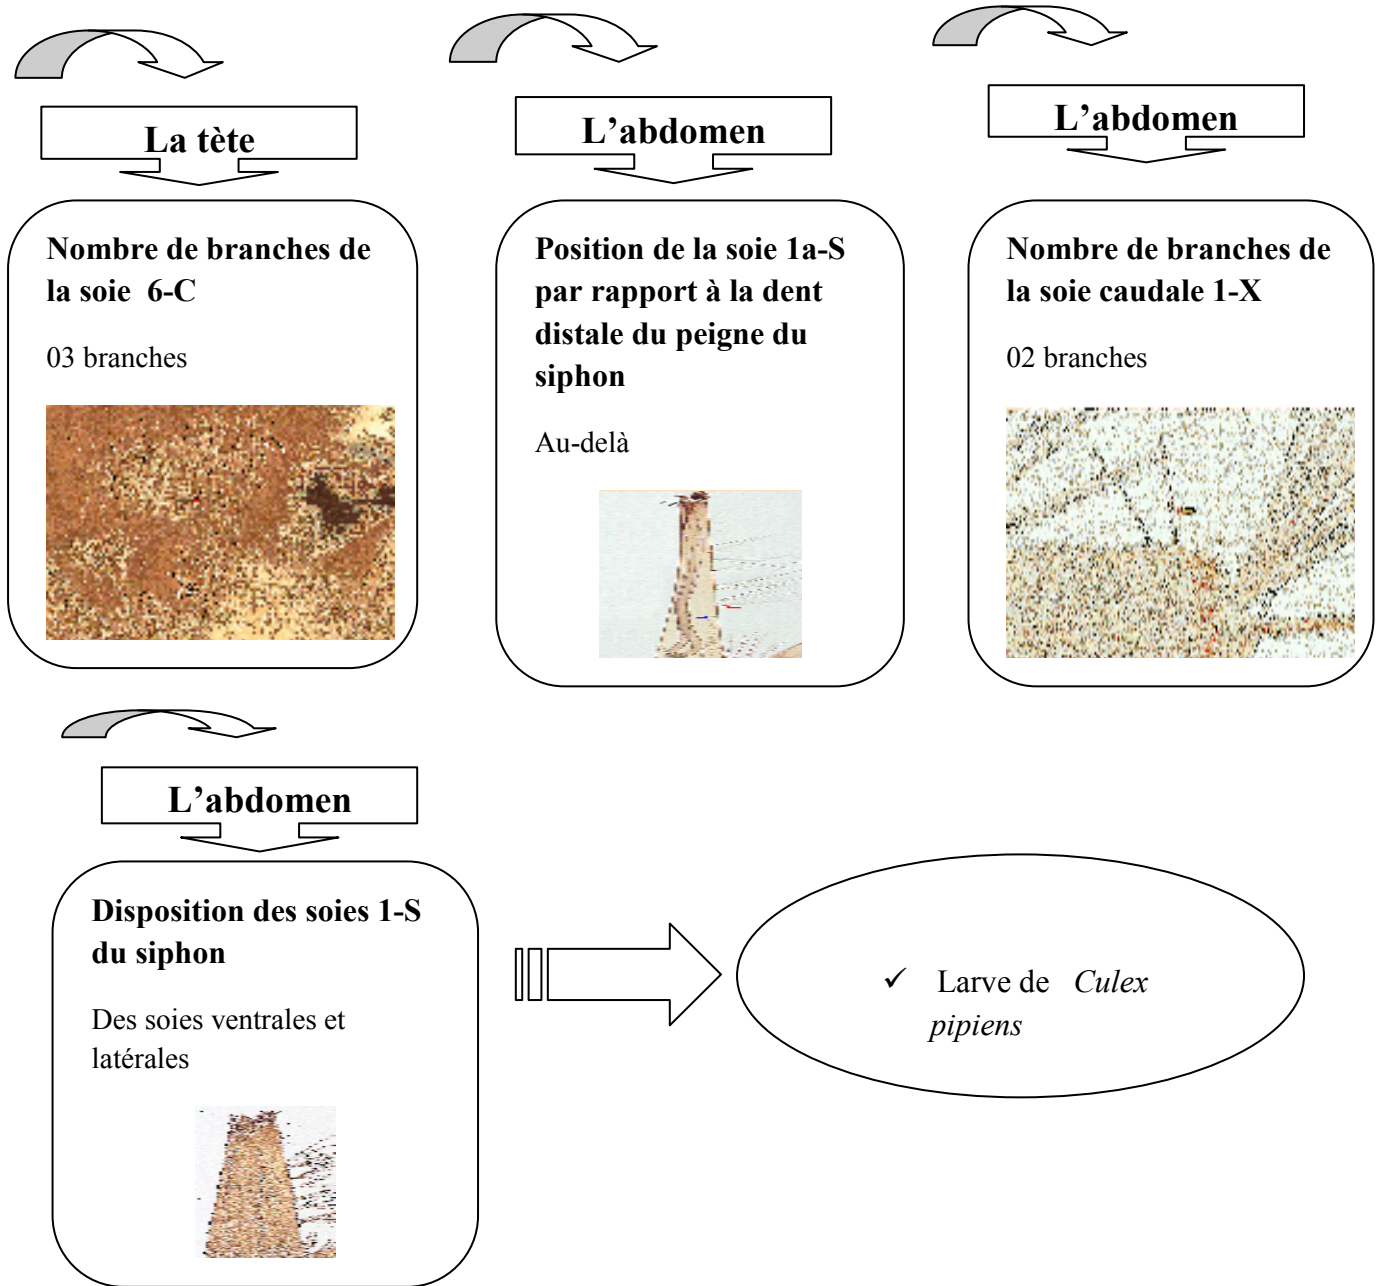 La tète
Nombre de branches de
la soie 6-C
03 branches
L'abdomen
Position de la soie 1a-S
par rapport à la dent
distale du peigne du
siphon
Au-delà
L'abdomen
Nombre de branches de
la soie caudale 1-X
02 branches
L'abdomen
Disposition des soies 1-S
du siphon
Des soies ventrales et
latérales
✓ Larve de Culex
pipiens